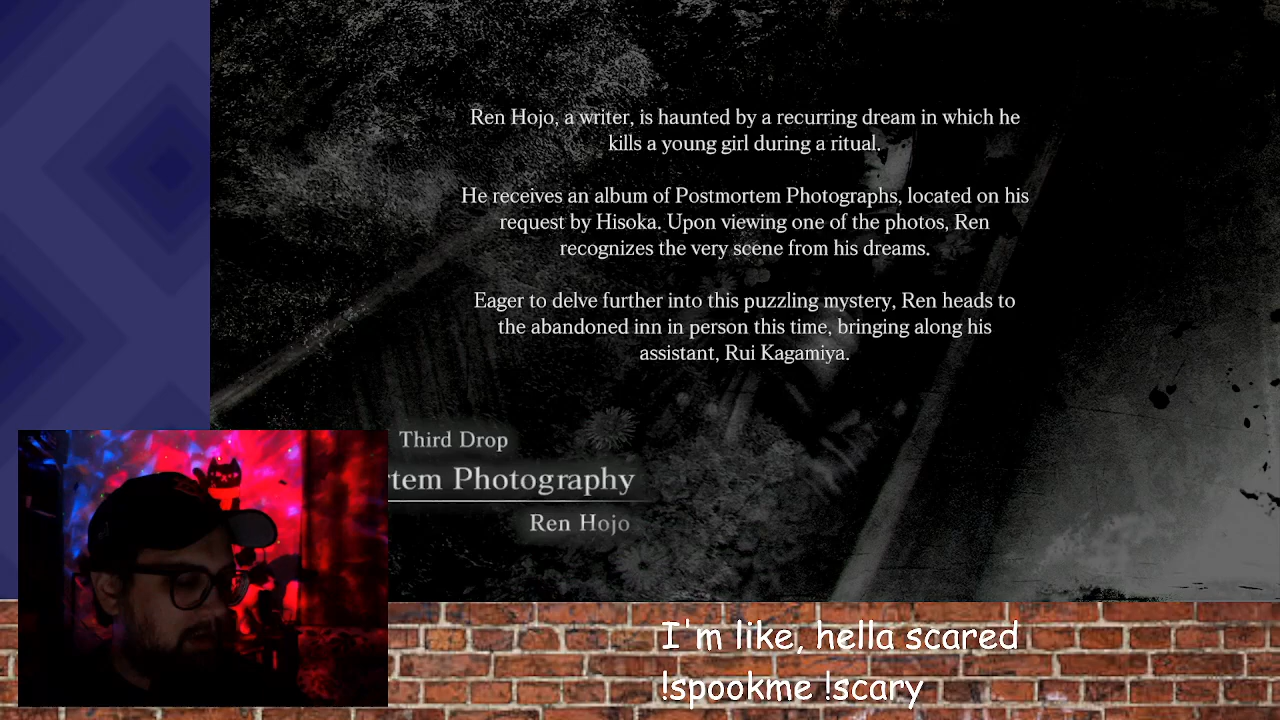 Ren Hojo, a writer, is haunted by a recurring dream in which he
kills a young girl during a ritual.
He receives an album of Postmortem Photographs, located on his
request by Hisoka. Upon viewing one of the photos, Ren
recognizes the very scene from his dreams.
Eager to delve further into this puzzling mystery, Ren heads to
the abandoned inn in person this time, bringing along his
assistant, Rui Kagamiya.
Third Drop
rtem Photography
Ren Hojo
I'm like, hella scared
!spookme !scary